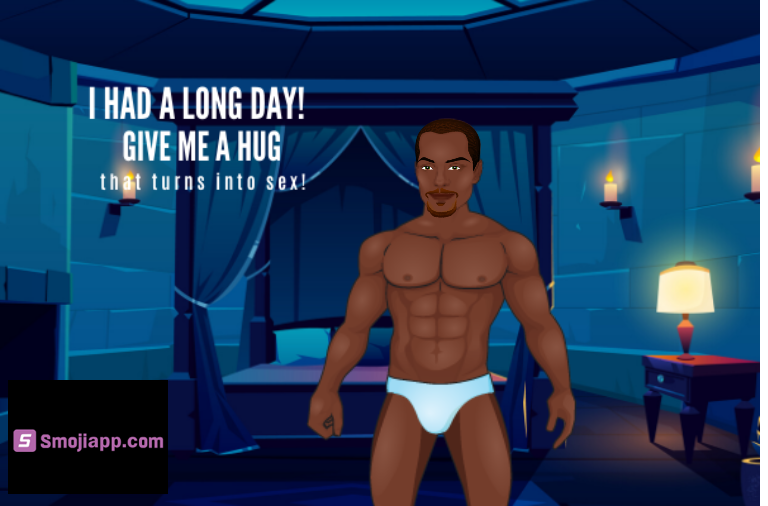 I HAD A LONG DAY!
GIVE ME A HUG
that turns into sex!
S Smojiapp.com